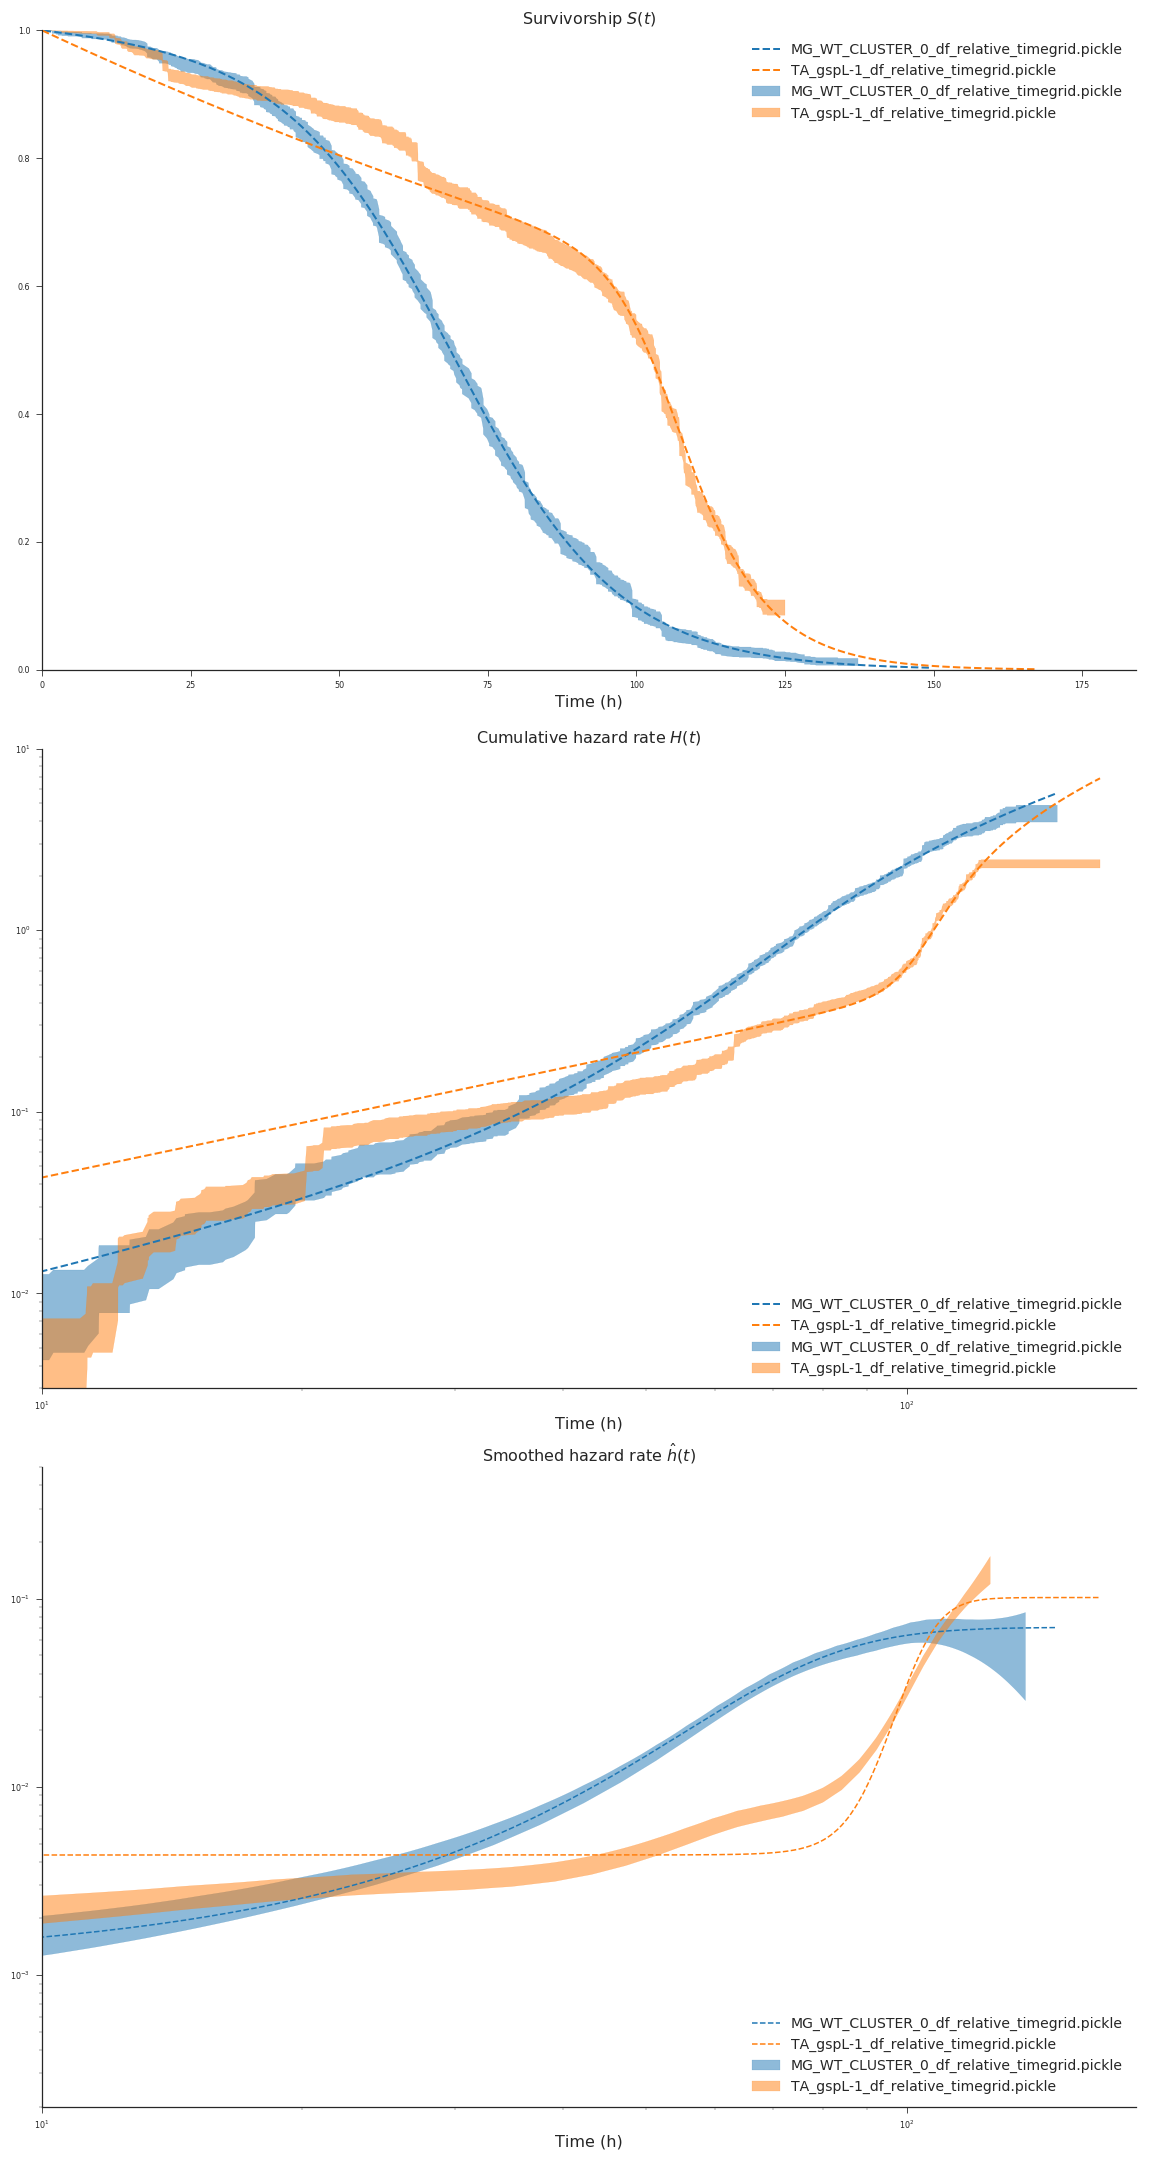 Survivorship S(t)
1.0
0.8
0.6
0.4
0.2
0.0
MG_WT_CLUSTER_0_df_relative_timegrid.pickle
TA_gspL-1_df_relative_timegrid.pickle
MG_WT_CLUSTER_0_df_relative_timegrid.pickle
TA_gspL-1_df_relative_timegrid.pickle
0 25 50 75 100 125 150 175
Time (h)
Cumulative hazard rate H(t)
10¹
10⁰
10⁻¹
10⁻²
MG_WT_CLUSTER_0_df_relative_timegrid.pickle
TA_gspL-1_df_relative_timegrid.pickle
MG_WT_CLUSTER_0_df_relative_timegrid.pickle
TA_gspL-1_df_relative_timegrid.pickle
10¹ 10²
Time (h)
Smoothed hazard rate ĥ(t)
10⁻¹
10⁻²
10⁻³
MG_WT_CLUSTER_0_df_relative_timegrid.pickle
TA_gspL-1_df_relative_timegrid.pickle
MG_WT_CLUSTER_0_df_relative_timegrid.pickle
TA_gspL-1_df_relative_timegrid.pickle
10¹ 10²
Time (h)